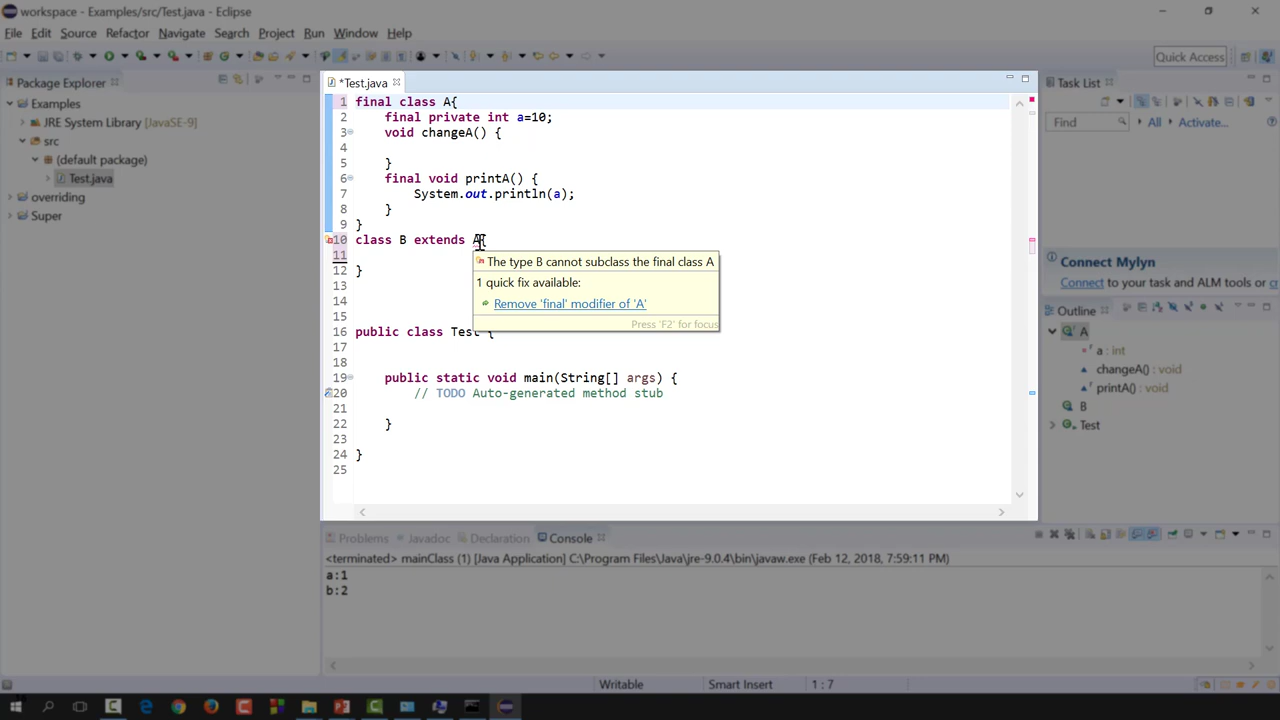 workspace - Examples/src/Test.java - Eclipse
File Edit Source Refactor Navigate Search Project Run Window Help
Quick Access
Package Explorer
Examples
JRE System Library [JavaSE-9]
src
(default package)
Test.java
overriding
Super
*Test.java
1 final class A{
2 final private int a=10;
3 void changeA() {
4
5 }
6 final void printA() {
7 System.out.println(a);
8 }
9 }
10 class B extends A{
11
12 }
13
14
15
16 public class Test {
17
18
19 public static void main(String[] args) {
20 // TODO Auto-generated method stub
21
22 }
23
24 }
25
The type B cannot subclass the final class A
1 quick fix available:
Remove 'final' modifier of 'A'
Press 'F2' for focus
Task List
Find All Activate...
Connect Mylyn
Connect to your task and ALM tools or
Outline
A
a : int
changeA() : void
printA() : void
B
Test
Problems Javadoc Declaration Console
<terminated> mainClass (1) [Java Application] C:\Program Files\Java\jre-9.0.4\bin\javaw.exe (Feb 12, 2018, 7:59:11 PM)
a:1
b:2
Writable Smart Insert 1 : 7